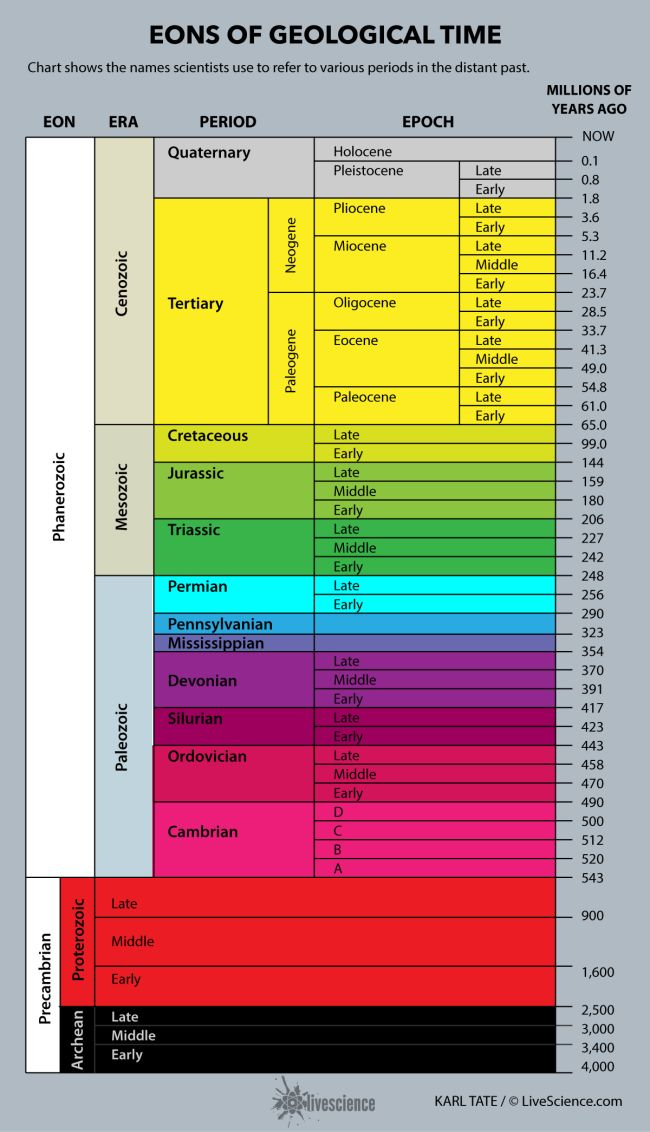 EONS OF GEOLOGICAL TIME
Chart shows the names scientists use to refer to various periods in the distant past.
MILLIONS OF
YEARS AGO
EON ERA PERIOD EPOCH
NOW
Quaternary Holocene
0.1
Pleistocene Late
0.8
Early
1.8
Cenozoic
Tertiary
Neogene
Pliocene Late
3.6
Early
5.3
Miocene Late
11.2
Middle
16.4
Early
23.7
Paleogene
Oligocene Late
28.5
Early
33.7
Eocene Late
41.3
Middle
49.0
Early
54.8
Paleocene Late
61.0
Early
65.0
Phanerozoic
Mesozoic
Cretaceous Late
99.0
Early
144
Jurassic Late
159
Middle
180
Early
206
Triassic Late
227
Middle
242
Early
248
Paleozoic
Permian Late
256
Early
290
Pennsylvanian
323
Mississippian
354
Devonian
Late
370
Middle
391
Early
417
Silurian Late
423
Early
443
Ordovician Late
458
Middle
470
Early
490
Cambrian
D
500
C
512
B
520
A
543
Precambrian
Proterozoic
Late
900
Middle
1,600
Early
2,500
Archean
Late
3,000
Middle
3,400
Early
4,000
livescience
KARL TATE / © LiveScience.com